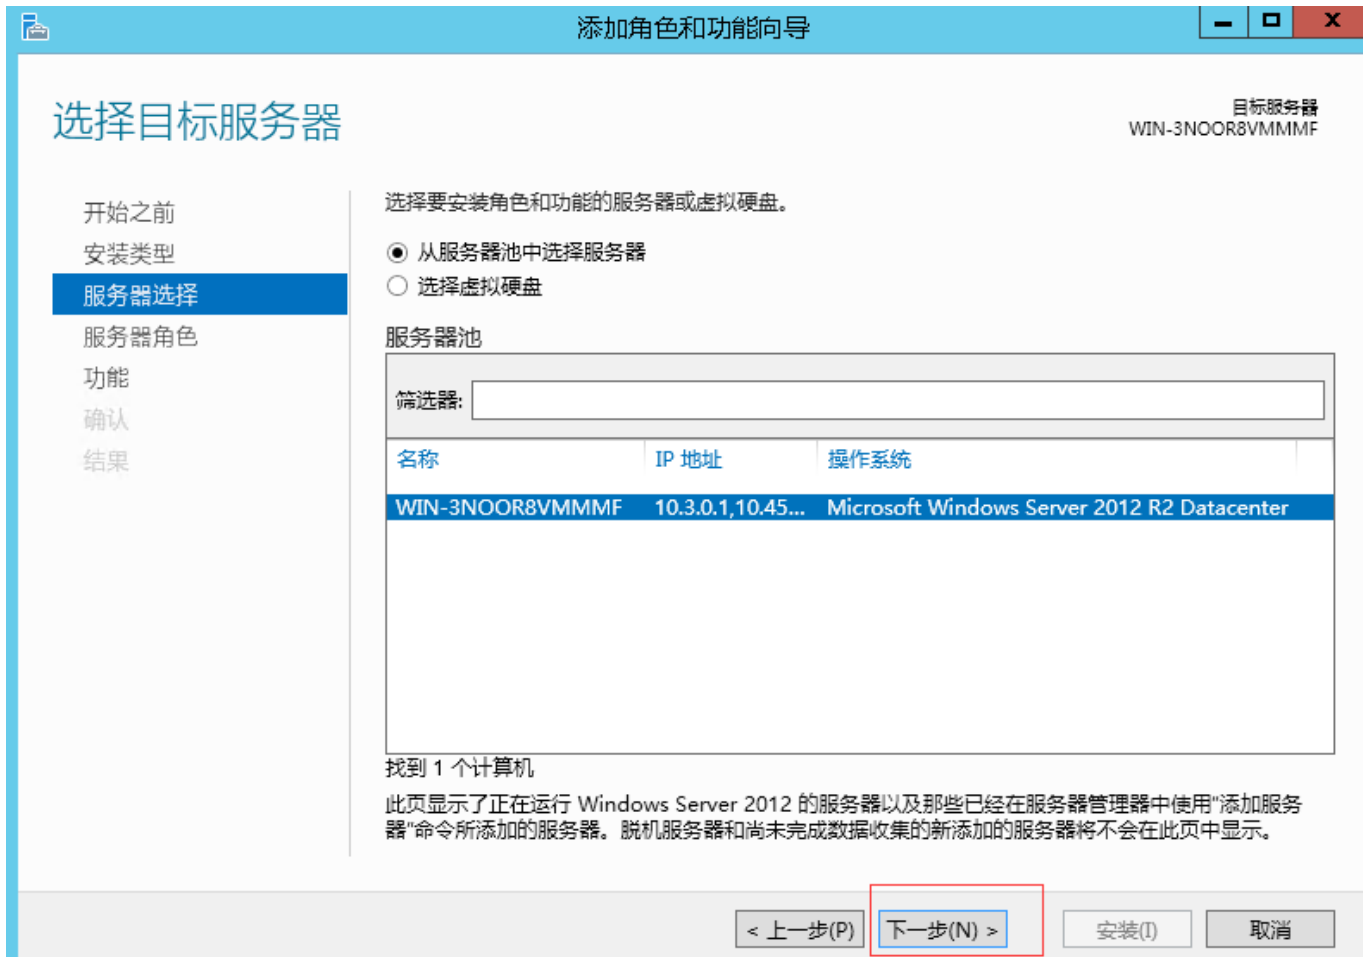 添加角色和功能向导
选择目标服务器
目标服务器
WIN-3NOOR8VMMMF
开始之前
安装类型
服务器选择
服务器角色
功能
确认
结果
选择要安装角色和功能的服务器或虚拟硬盘。
从服务器池中选择服务器
选择虚拟硬盘
服务器池
筛选器:
名称 IP 地址 操作系统
WIN-3NOOR8VMMMF 10.3.0.1,10.45... Microsoft Windows Server 2012 R2 Datacenter
找到 1 个计算机
此页显示了正在运行 Windows Server 2012 的服务器以及那些已经在服务器管理器中使用"添加服务
器"命令所添加的服务器。脱机服务器和尚未完成数据收集的新添加的服务器将不会在此页中显示。
< 上一步(P) 下一步(N) > 安装(I) 取消